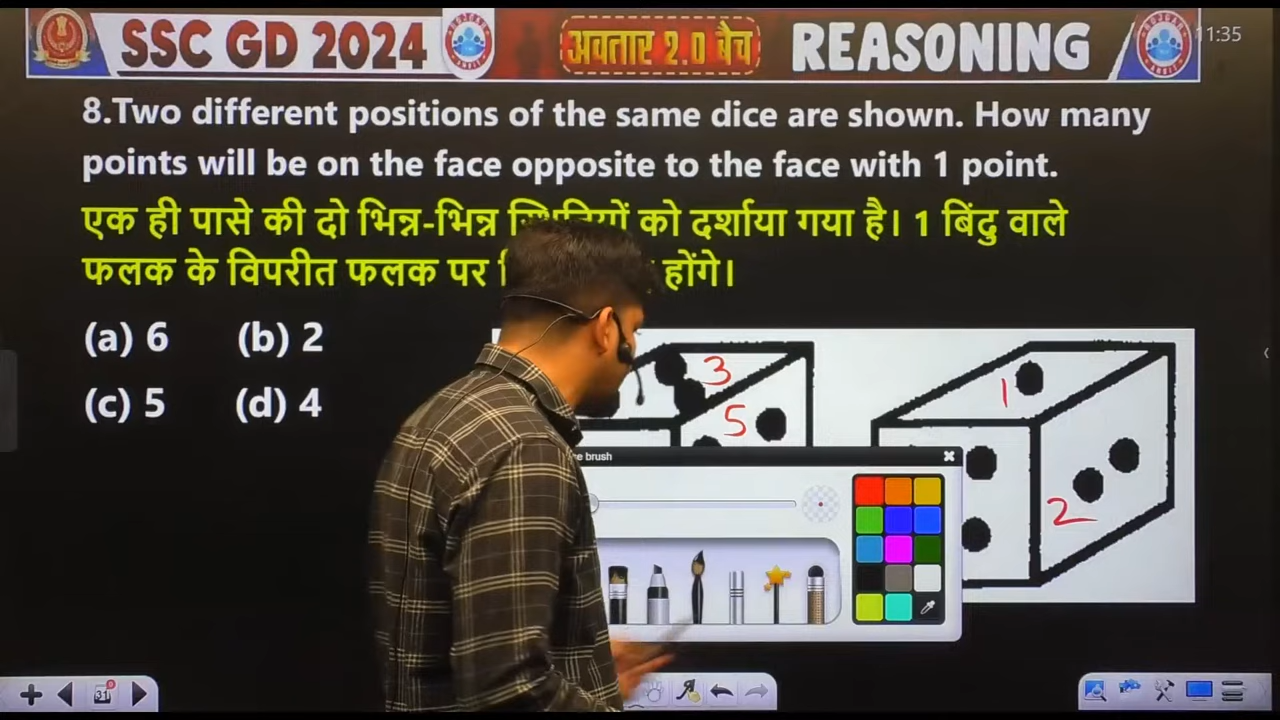 SSC GD 2024
अवतार 2.0 बैच
REASONING
11:35
8.Two different positions of the same dice are shown. How many
points will be on the face opposite to the face with 1 point.
एक ही पासे की दो भिन्न-भिन्न को दर्शाया गया है। 1 बिंदु वाले
फलक के विपरीत फलक पर होंगे।
(a) 6 (b) 2
(c) 5 (d) 4
3
5
1
2
brush
31